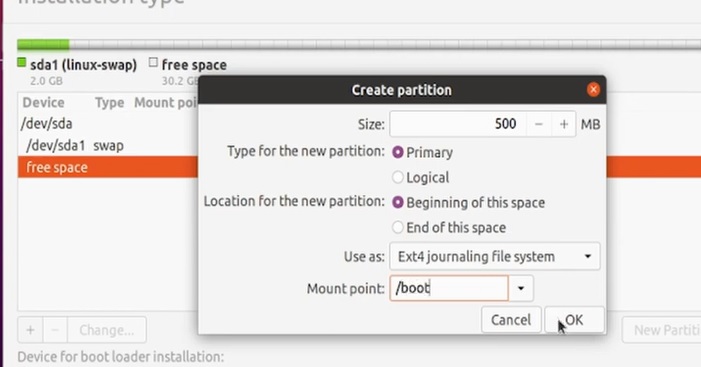 Installation type
sda1 (linux-swap) free space
2.0 GB 30.2 GB
Device Type Mount poi
/dev/sda
/dev/sda1 swap
free space
+ - Change...
New Partiti
Device for boot loader installation:
Create partition
Size: 500 - + MB
Type for the new partition: Primary
Logical
Location for the new partition: Beginning of this space
End of this space
Use as: Ext4 journaling file system
Mount point: /boot
Cancel OK